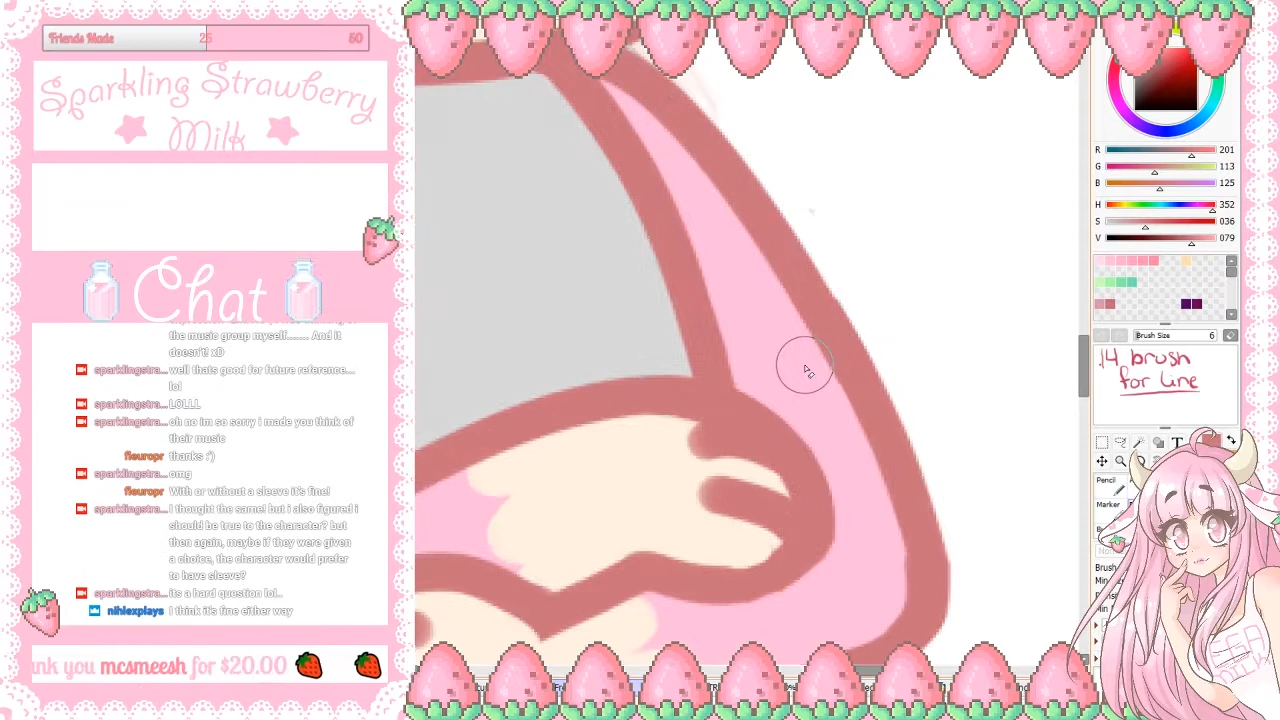 Friends Made 25 50
Sparkling Strawberry
Milk
Chat
the music group myself....... And it
doesn't! xD
sparklingstra... well thats good for future reference...
lol
sparklingstra... LOLLL
sparklingstra... oh no im so sorry i made you think of
their music
fleuropr thanks :')
sparklingstra... omg
fleuropr With or without a sleeve it's fine!
sparklingstra... I thought the same! but i also figured i
should be true to the character? but
then again, maybe if they were given
a choice, the character would prefer
to have sleeve?
sparklingstra... its a hard question lol..
nihlexplays I think it's fine either way
nk you mcsmeesh for $20.00
R 201
G 113
B 125
H 352
S 036
V 079
Brush Size 6
.14 brush
for line
T
Pencil
Marker
Brush